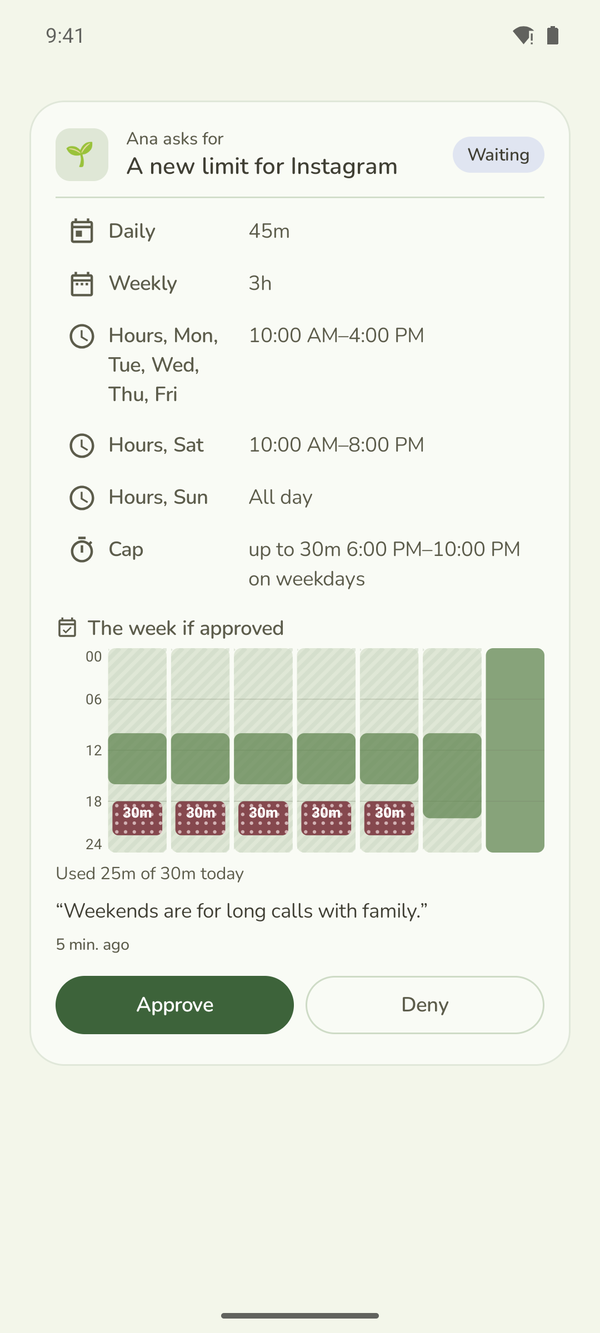 9:41
Ana asks for
A new limit for Instagram
Waiting
Daily
45m
Weekly
3h
Hours, Mon,
Tue, Wed,
Thu, Fri
10:00 AM–4:00 PM
Hours, Sat
10:00 AM–8:00 PM
Hours, Sun
All day
Cap
up to 30m 6:00 PM–10:00 PM
on weekdays
The week if approved
00
06
12
18
24
30m
30m
30m
30m
30m
Used 25m of 30m today
“Weekends are for long calls with family.”
5 min. ago
Approve
Deny